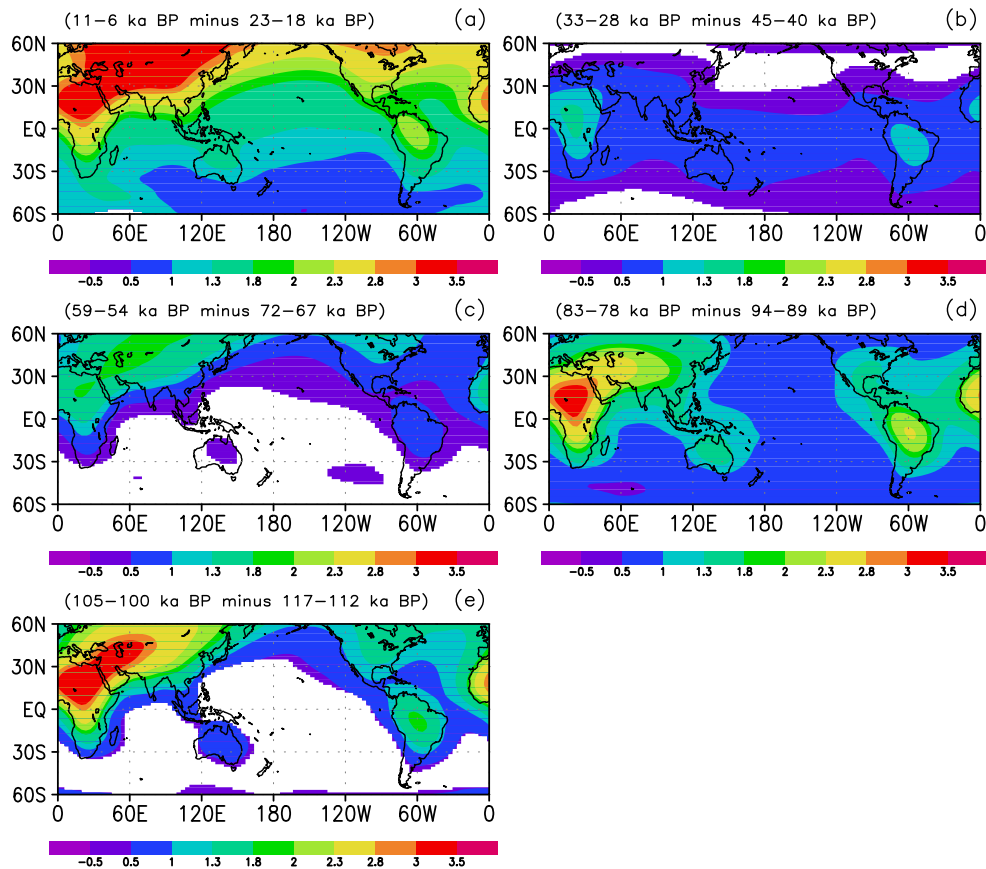 (11−6 ka BP minus 23−18 ka BP) (a)
60N
30N
EQ
30S
60S
0 60E 120E 180 120W 60W 0
−0.5 0.5 1 1.3 1.8 2 2.3 2.8 3 3.5
(33−28 ka BP minus 45−40 ka BP) (b)
60N
30N
EQ
30S
60S
0 60E 120E 180 120W 60W 0
−0.5 0.5 1 1.3 1.8 2 2.3 2.8 3 3.5
(59−54 ka BP minus 72−67 ka BP) (c)
60N
30N
EQ
30S
60S
0 60E 120E 180 120W 60W 0
−0.5 0.5 1 1.3 1.8 2 2.3 2.8 3 3.5
(83−78 ka BP minus 94−89 ka BP) (d)
60N
30N
EQ
30S
60S
0 60E 120E 180 120W 60W 0
−0.5 0.5 1 1.3 1.8 2 2.3 2.8 3 3.5
(105−100 ka BP minus 117−112 ka BP) (e)
60N
30N
EQ
30S
60S
0 60E 120E 180 120W 60W 0
−0.5 0.5 1 1.3 1.8 2 2.3 2.8 3 3.5